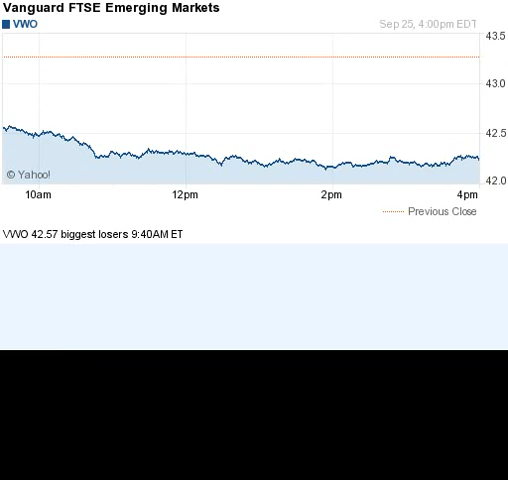 Vanguard FTSE Emerging Markets
VWO
Sep 25, 4:00pm EDT
43.5
43.0
42.5
42.0
© Yahoo!
10am 12pm 2pm 4pm
Previous Close
VWO 42.57 biggest losers 9:40AM ET